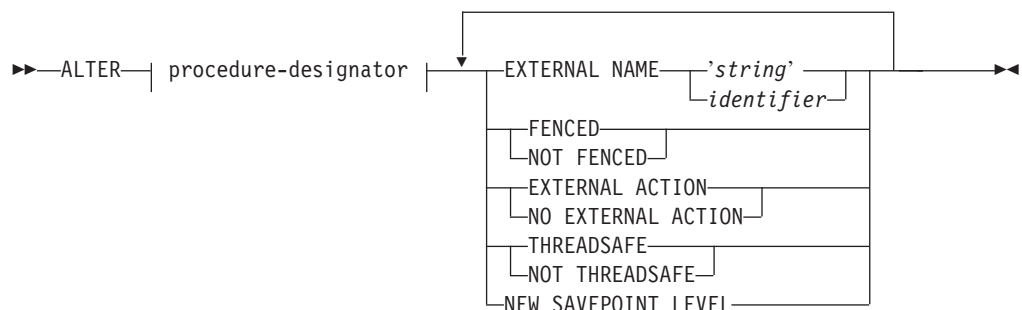 ALTER procedure-designator EXTERNAL NAME 'string'
identifier
FENCED
NOT FENCED
EXTERNAL ACTION
NO EXTERNAL ACTION
THREADSAFE
NOT THREADSAFE
NEW SAVEPOINT LEVEL